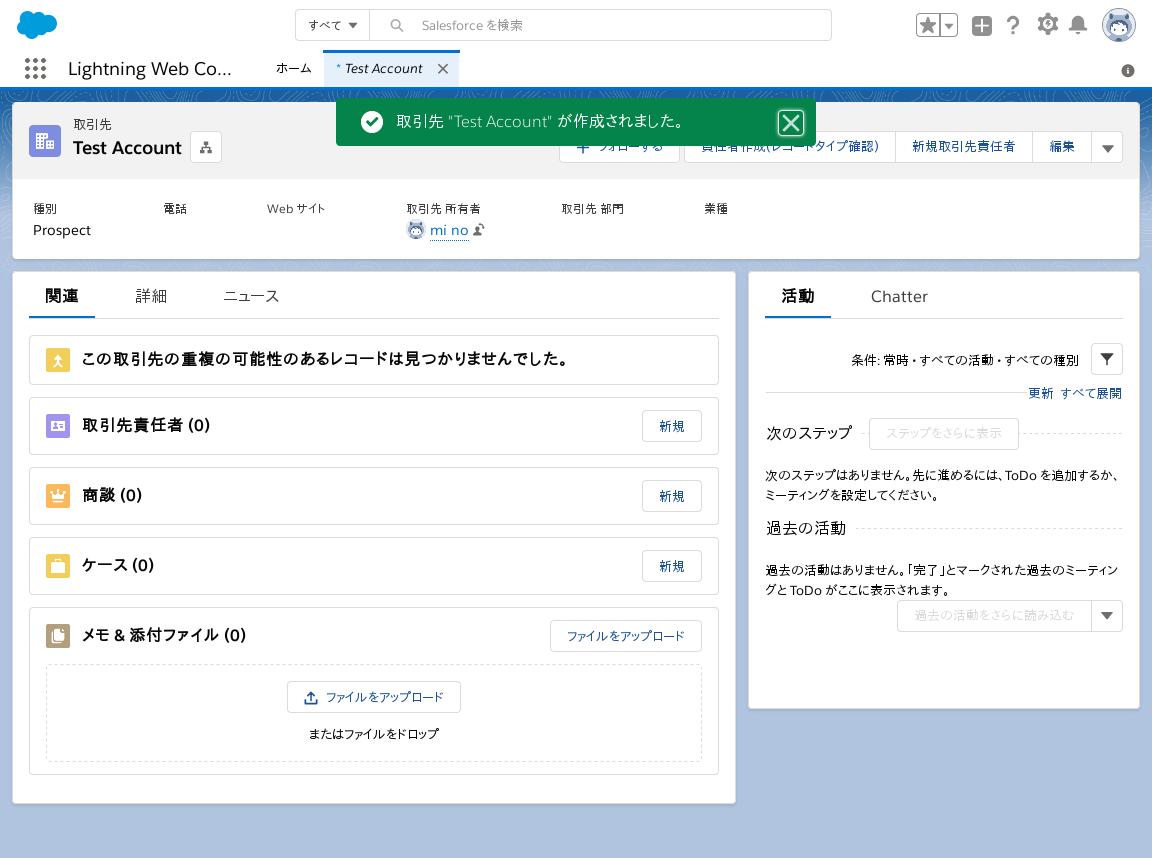 すべて
Salesforce を検索
Lightning Web Co...
ホーム
* Test Account
取引先 "Test Account" が作成されました。
取引先
Test Account
フォローする
責任者作成(レコードタイプ確認)
新規取引先責任者
編集
種別
電話
Web サイト
取引先 所有者
取引先 部門
業種
Prospect
mi no
関連
詳細
ニュース
この取引先の重複の可能性のあるレコードは見つかりませんでした。
取引先責任者 (0)
新規
商談 (0)
新規
ケース (0)
新規
メモ & 添付ファイル (0)
ファイルをアップロード
ファイルをアップロード
またはファイルをドロップ
活動
Chatter
条件: 常時・すべての活動・すべての種別
更新 すべて展開
次のステップ
ステップをさらに表示
次のステップはありません。先に進めるには、ToDo を追加するか、
ミーティングを設定してください。
過去の活動
過去の活動はありません。「完了」とマークされた過去のミーティン
グと ToDo がここに表示されます。
過去の活動をさらに読み込む